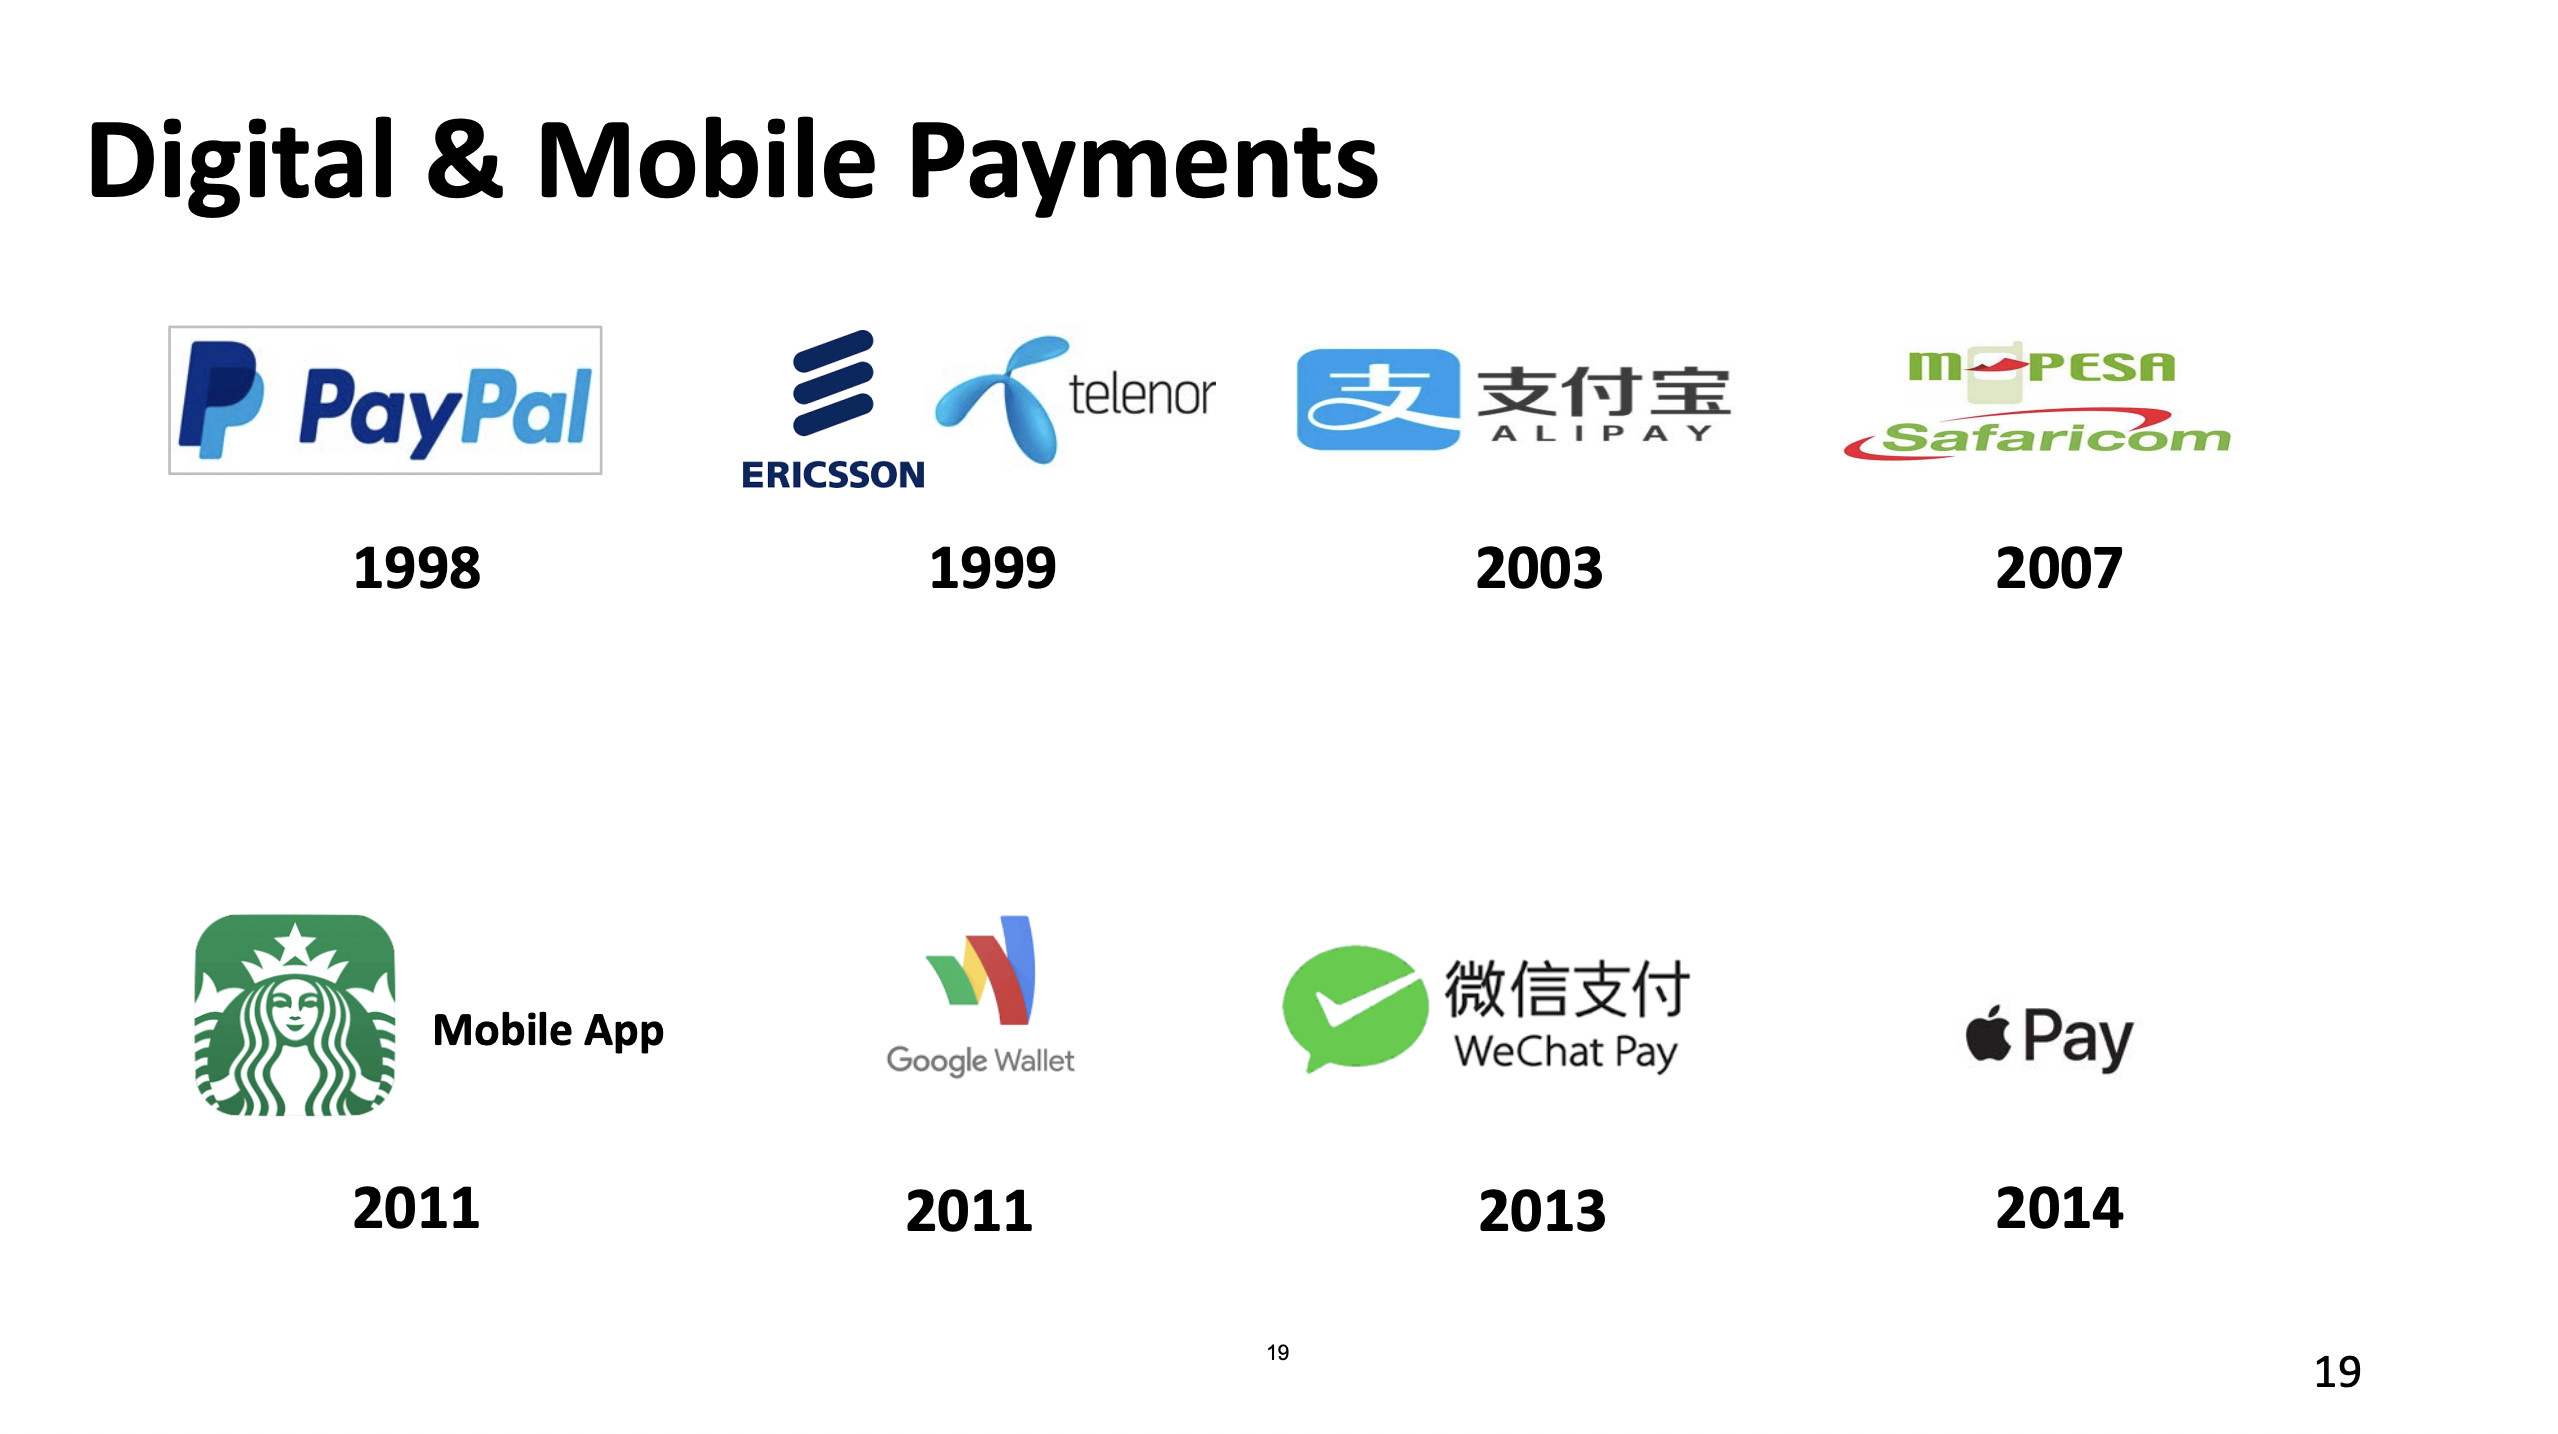 Digital & Mobile Payments
PayPal
ERICSSON
telenor
支
支付宝
ALIPAY
m PESA
Safaricom
1998
1999
2003
2007
Mobile App
Google Wallet
微信支付
WeChat Pay
Pay
2011
2011
2013
2014
19
19